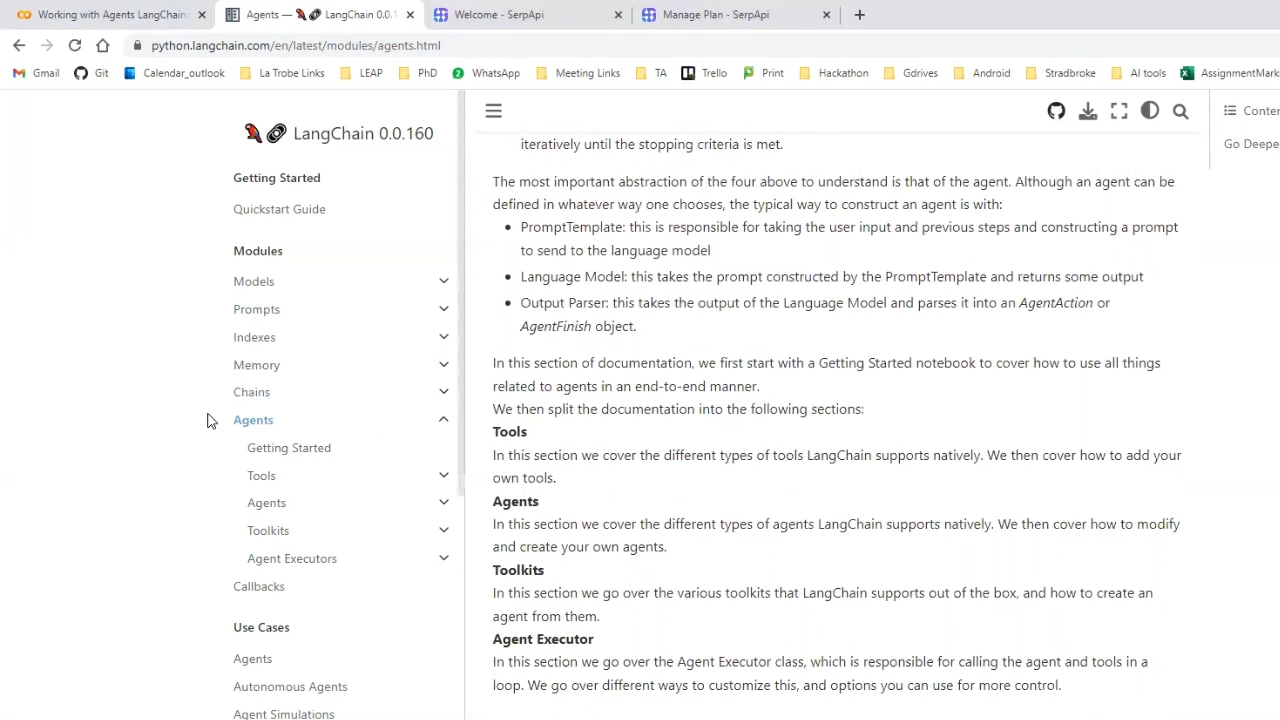 Working with Agents LangChain
Agents — LangChain 0.0.1
Welcome - SerpApi
Manage Plan - SerpApi
python.langchain.com/en/latest/modules/agents.html
Gmail
Git
Calendar_outlook
La Trobe Links
LEAP
PhD
2 WhatsApp
Meeting Links
TA
Trello
Print
Hackathon
Gdrives
Android
Stradbroke
AI tools
AssignmentMark
LangChain 0.0.160
Getting Started
Quickstart Guide
Modules
Models
Prompts
Indexes
Memory
Chains
Agents
Getting Started
Tools
Agents
Toolkits
Agent Executors
Callbacks
Use Cases
Agents
Autonomous Agents
Agent Simulations
iteratively until the stopping criteria is met.
The most important abstraction of the four above to understand is that of the agent. Although an agent can be
defined in whatever way one chooses, the typical way to construct an agent is with:
• PromptTemplate: this is responsible for taking the user input and previous steps and constructing a prompt
to send to the language model
• Language Model: this takes the prompt constructed by the PromptTemplate and returns some output
• Output Parser: this takes the output of the Language Model and parses it into an AgentAction or
AgentFinish object.
In this section of documentation, we first start with a Getting Started notebook to cover how to use all things
related to agents in an end-to-end manner.
We then split the documentation into the following sections:
Tools
In this section we cover the different types of tools LangChain supports natively. We then cover how to add your
own tools.
Agents
In this section we cover the different types of agents LangChain supports natively. We then cover how to modify
and create your own agents.
Toolkits
In this section we go over the various toolkits that LangChain supports out of the box, and how to create an
agent from them.
Agent Executor
In this section we go over the Agent Executor class, which is responsible for calling the agent and tools in a
loop. We go over different ways to customize this, and options you can use for more control.
Conter
Go Deepe